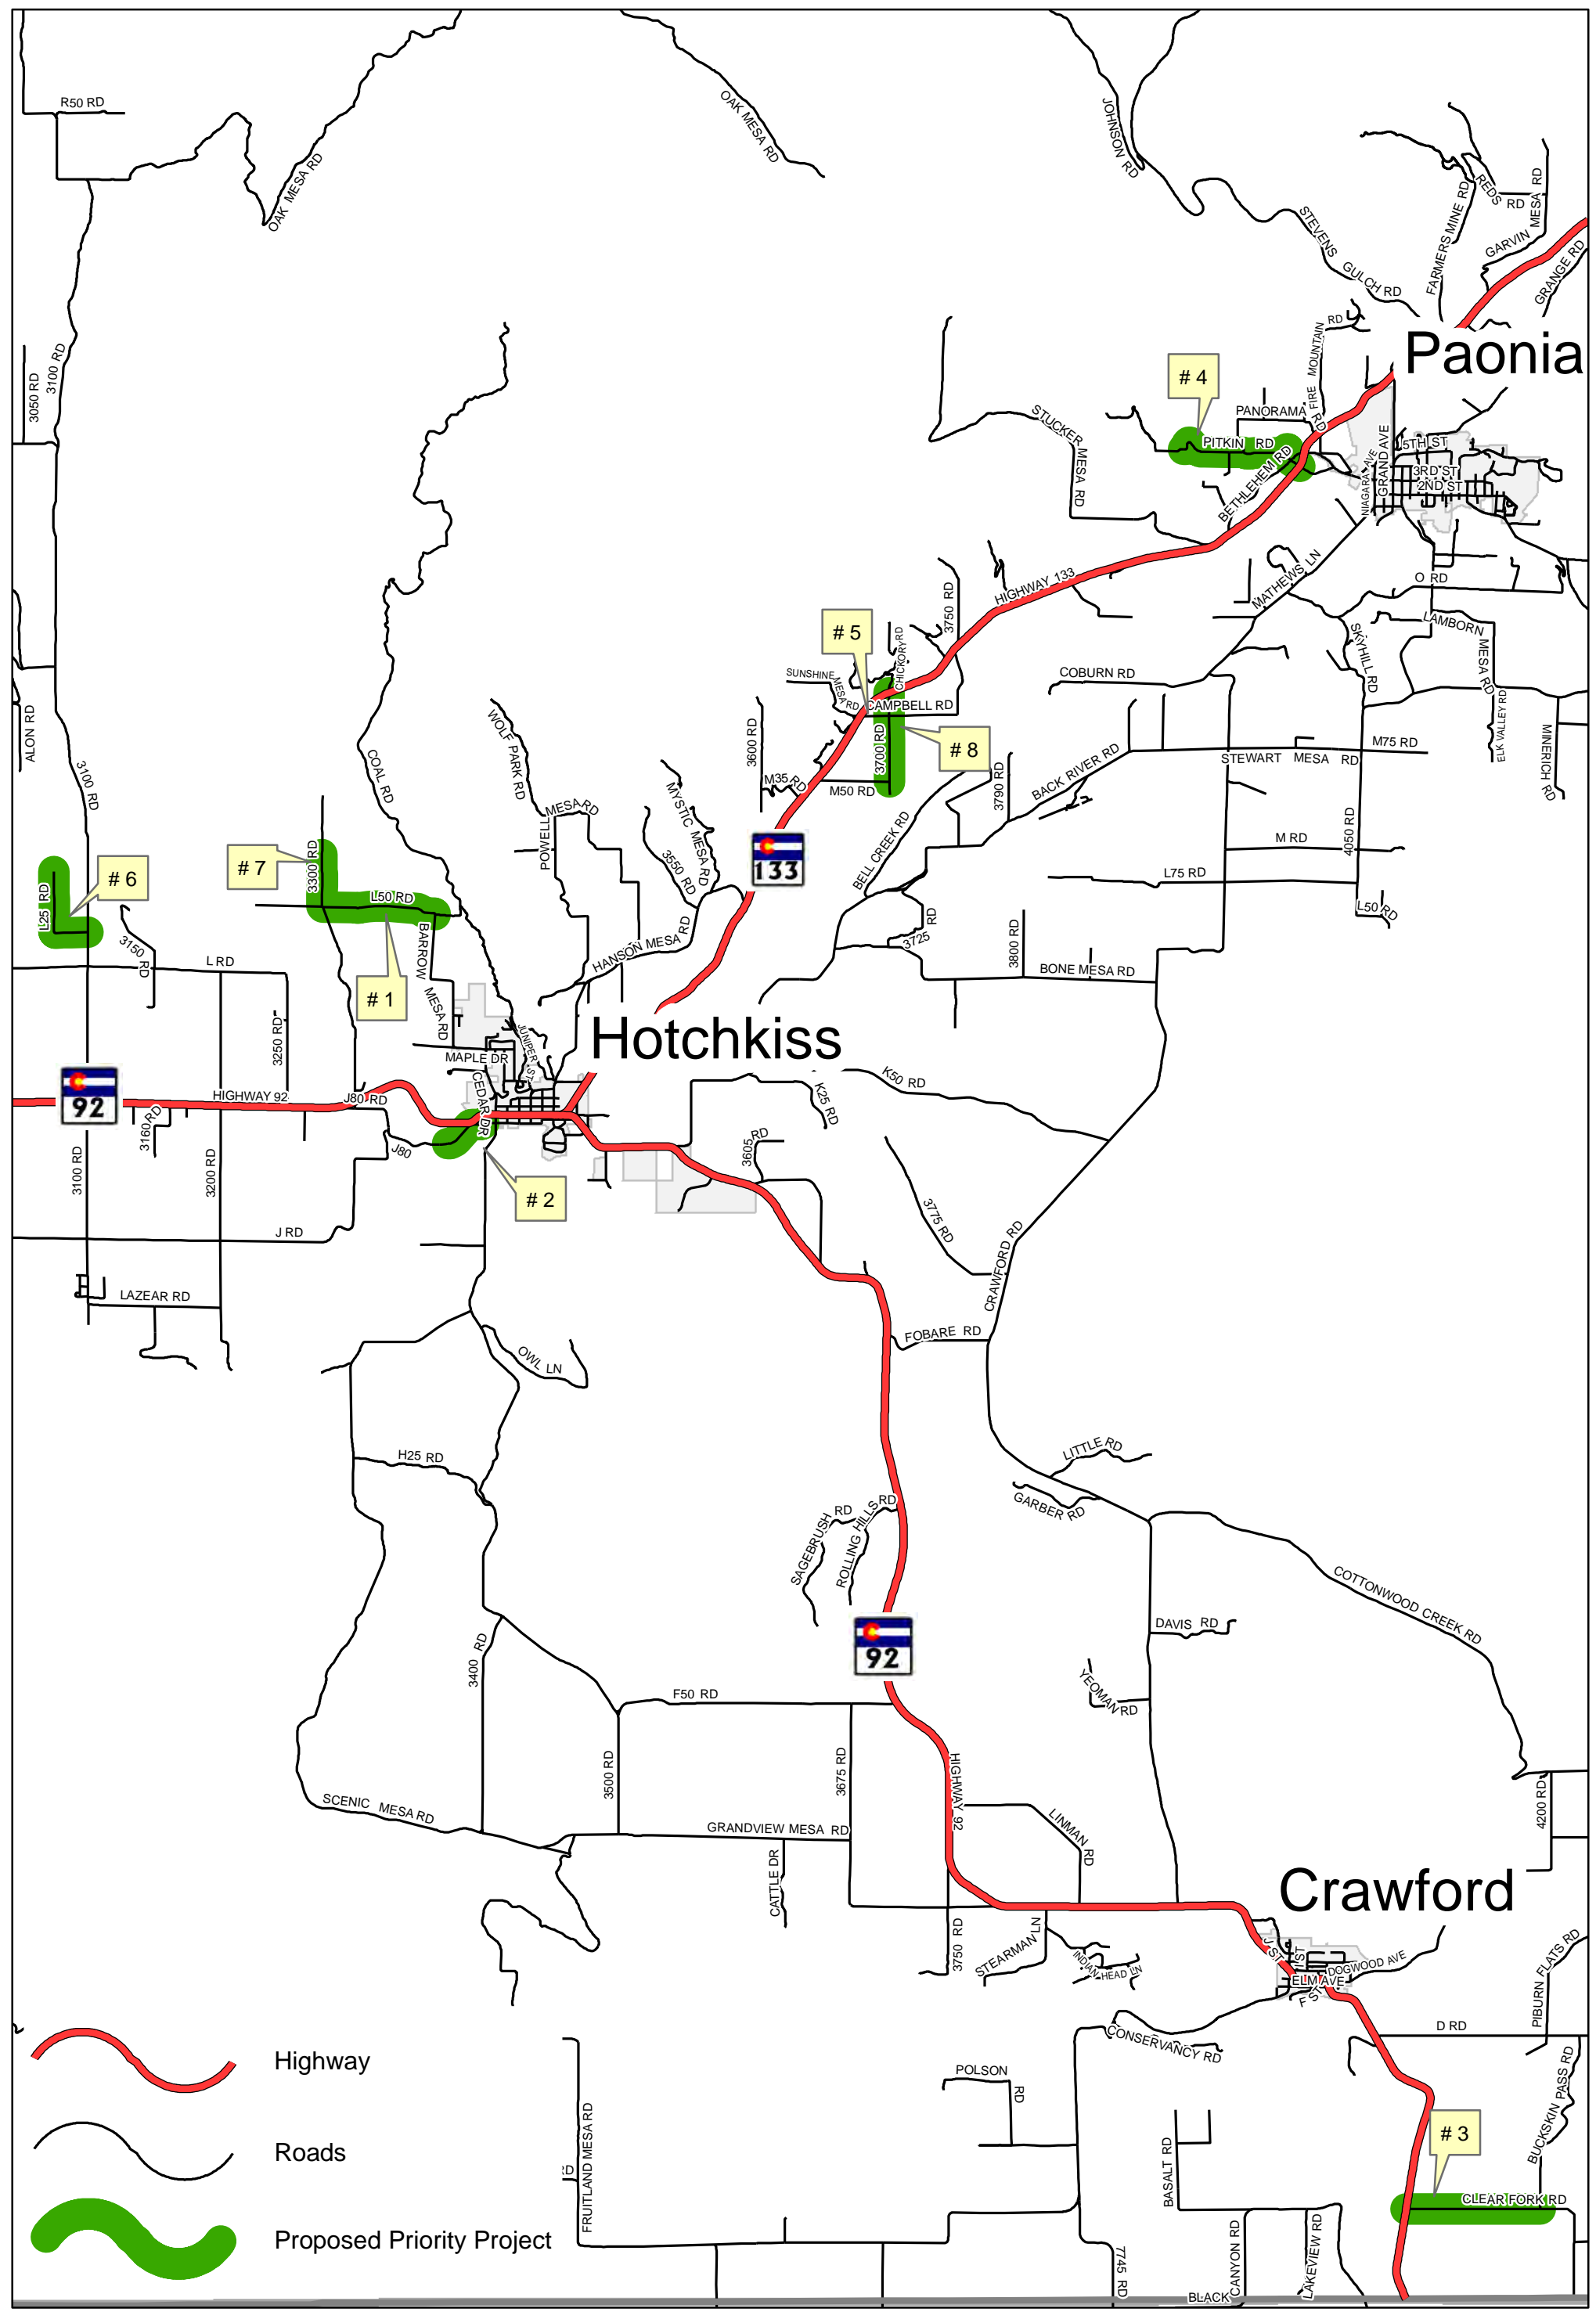 R50 RD
OAK MESA RD
OAK MESA RD
JOHNSON RD
STEVENS GULCH RD
FARMERS MINE RD
REDS RD
GARVIN MESA RD
GRANGE RD
3050 RD
3100 RD
Paonia
# 4
FIRE MOUNTAIN RD
RD
PANORAMA
PITKIN RD
BETHLEHEM RD
STUCKER MESA RD
NIAGARA AVE
GRAND AVE
5TH ST
3RD ST
2ND ST
HIGHWAY 133
MATHEWS LN
O RD
LAMBORN MESA RD
SKYHILL RD
ELK VALLEY RD
MINERICH RD
COBURN RD
# 5
CHICKORY RD
3750 RD
SUNSHINE MESA RD
CAMPBELL RD
# 8
3700 RD
3600 RD
M35 RD
M50 RD
3790 RD
BACK RIVER RD
STEWART MESA RD
M75 RD
ALON RD
3100 RD
COAL RD
WOLF PARK RD
POWELL MESA RD
MYSTIC MESA RD
3550 RD
133
BELL CREEK RD
M RD
4050 RD
L75 RD
L50 RD
# 6
L25 RD
# 7
3300 RD
L50 RD
BARROW MESA RD
# 1
3150 RD
L RD
3250 RD
HANSON MESA RD
3725 RD
3800 RD
BONE MESA RD
Hotchkiss
JUNIPER ST
MAPLE DR
CEDAR DR
92
HIGHWAY 92
J80 RD
J80
3160 RD
3100 RD
3200 RD
# 2
K50 RD
K25 RD
3605 RD
3775 RD
CRAWFORD RD
J RD
LAZEAR RD
OWL LN
FOBARE RD
H25 RD
LITTLE RD
GARBER RD
SAGEBRUSH RD
ROLLING HILLS RD
COTTONWOOD CREEK RD
DAVIS RD
92
YEOMAN RD
3400 RD
F50 RD
3500 RD
3675 RD
HIGHWAY 92
SCENIC MESA RD
GRANDVIEW MESA RD
CATTLE DR
LINMAN RD
4200 RD
Crawford
3750 RD
STEARMAN LN
INDIAN HEAD LN
J ST
I ST
ELM AVE
F ST
DOGWOOD AVE
PIBURN FLATS RD
D RD
CONSERVANCY RD
BUCKSKIN PASS RD
POLSON RD
# 3
BASALT RD
CLEAR FORK RD
FRUITLAND MESA RD
RD
7745 RD
BLACK CANYON RD
LAKEVIEW RD
Highway
Roads
Proposed Priority Project